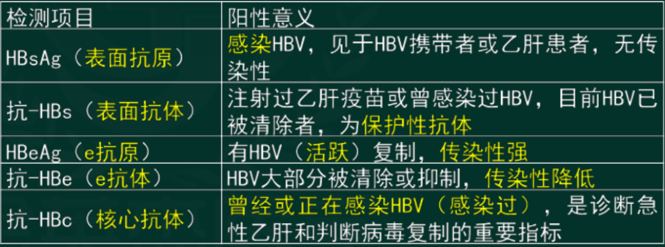 检测项目 阳性意义
HBsAg（表面抗原） 感染HBV，见于HBV携带者或乙肝患者，无传
染性
抗-HBs（表面抗体） 注射过乙肝疫苗或曾感染过HBV，目前HBV已
被清除者，为保护性抗体
HBeAg（e抗原） 有HBV（活跃）复制，传染性强
抗-HBe（e抗体） HBV大部分被清除或抑制，传染性降低
抗-HBc（核心抗体） 曾经或正在感染HBV（感染过），是诊断急
性乙肝和判断病毒复制的重要指标